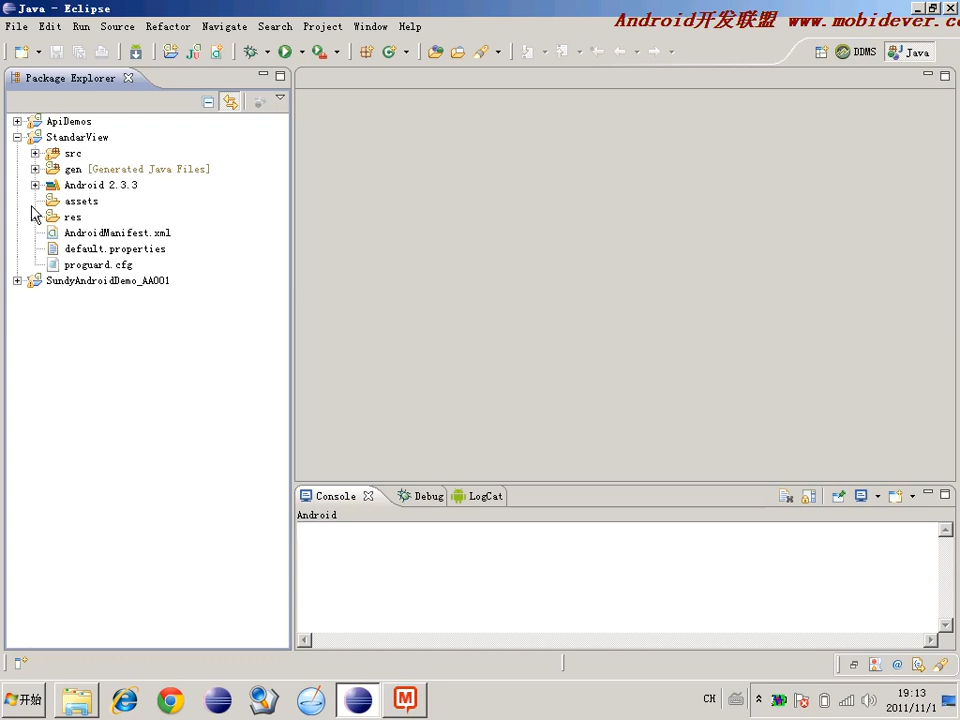 Java - Eclipse
File Edit Run Source Refactor Navigate Search Project Window Help
Android开发联盟 www.mobidever.c
DDMS
Java
Package Explorer
ApiDemos
StandarView
src
gen [Generated Java Files]
Android 2.3.3
assets
res
AndroidManifest.xml
default.properties
proguard.cfg
SundyAndroidDemo_AA001
Console
Debug
LogCat
Android
开始
CH
19:13
2011/11/1